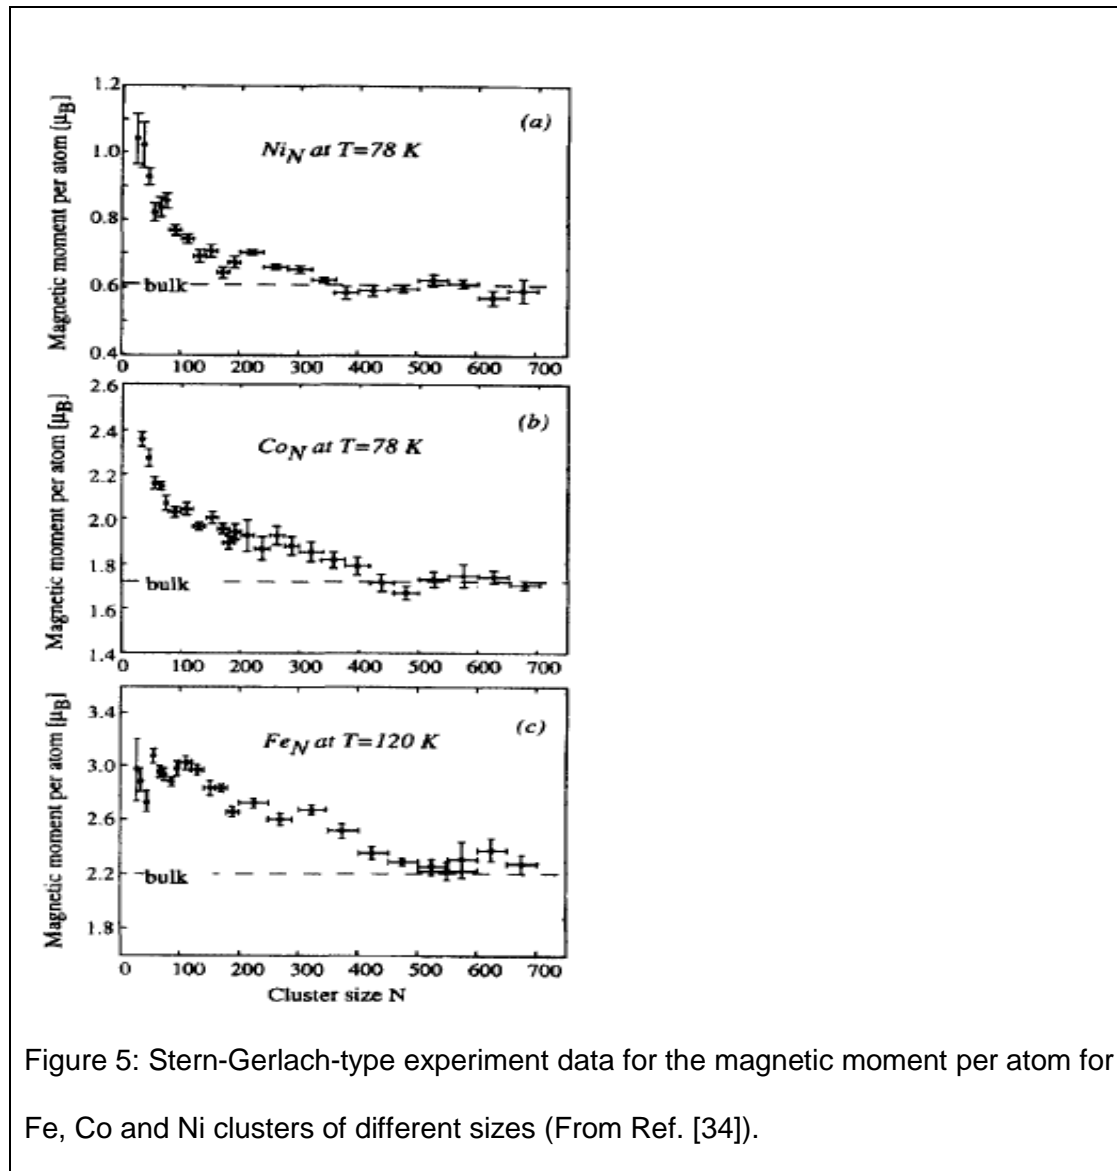 1.2
1.0
0.8
0.6
0.4
Magnetic moment per atom [μB]
(a)
NiN at T=78 K
bulk
0 100 200 300 400 500 600 700
2.6
2.4
2.2
2.0
1.8
1.6
1.4
Magnetic moment per atom [μB]
(b)
CoN at T=78 K
bulk
0 100 200 300 400 500 600 700
3.4
3.0
2.6
2.2
1.8
Magnetic moment per atom [μB]
(c)
FeN at T=120 K
bulk
0 100 200 300 400 500 600 700
Cluster size N
Figure 5: Stern-Gerlach-type experiment data for the magnetic moment per atom for
Fe, Co and Ni clusters of different sizes (From Ref. [34]).